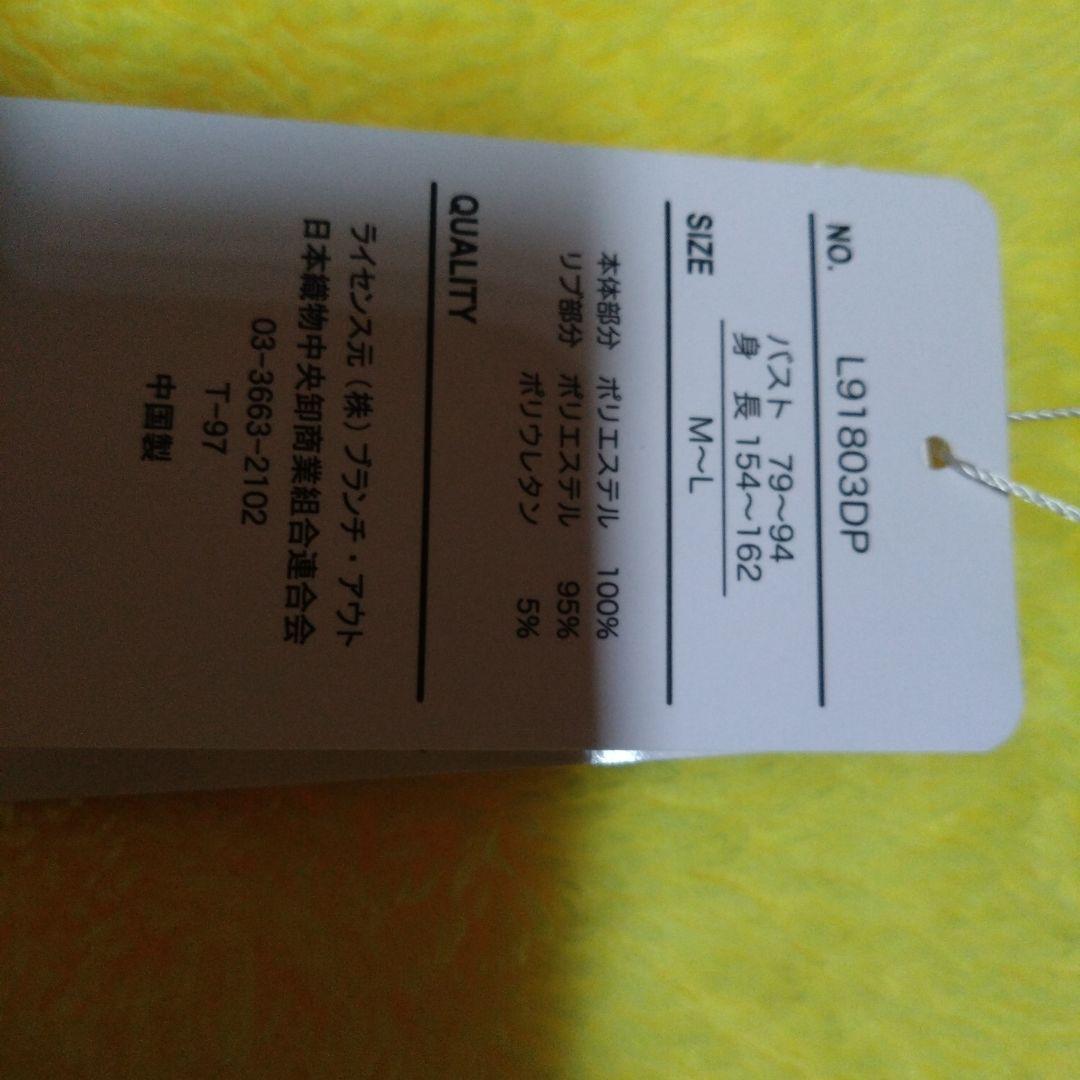 NO.
L91803DP
バスト 79〜94
身 長 154〜162
SIZE
M〜L
本体部分 ポリエステル 100%
リブ部分 ポリエステル 95%
ポリウレタン 5%
QUALITY
ライセンス元 (株) ブランチ・アウト
日本織物中央卸商業組合連合会
03-3663-2102
T-97
中国製